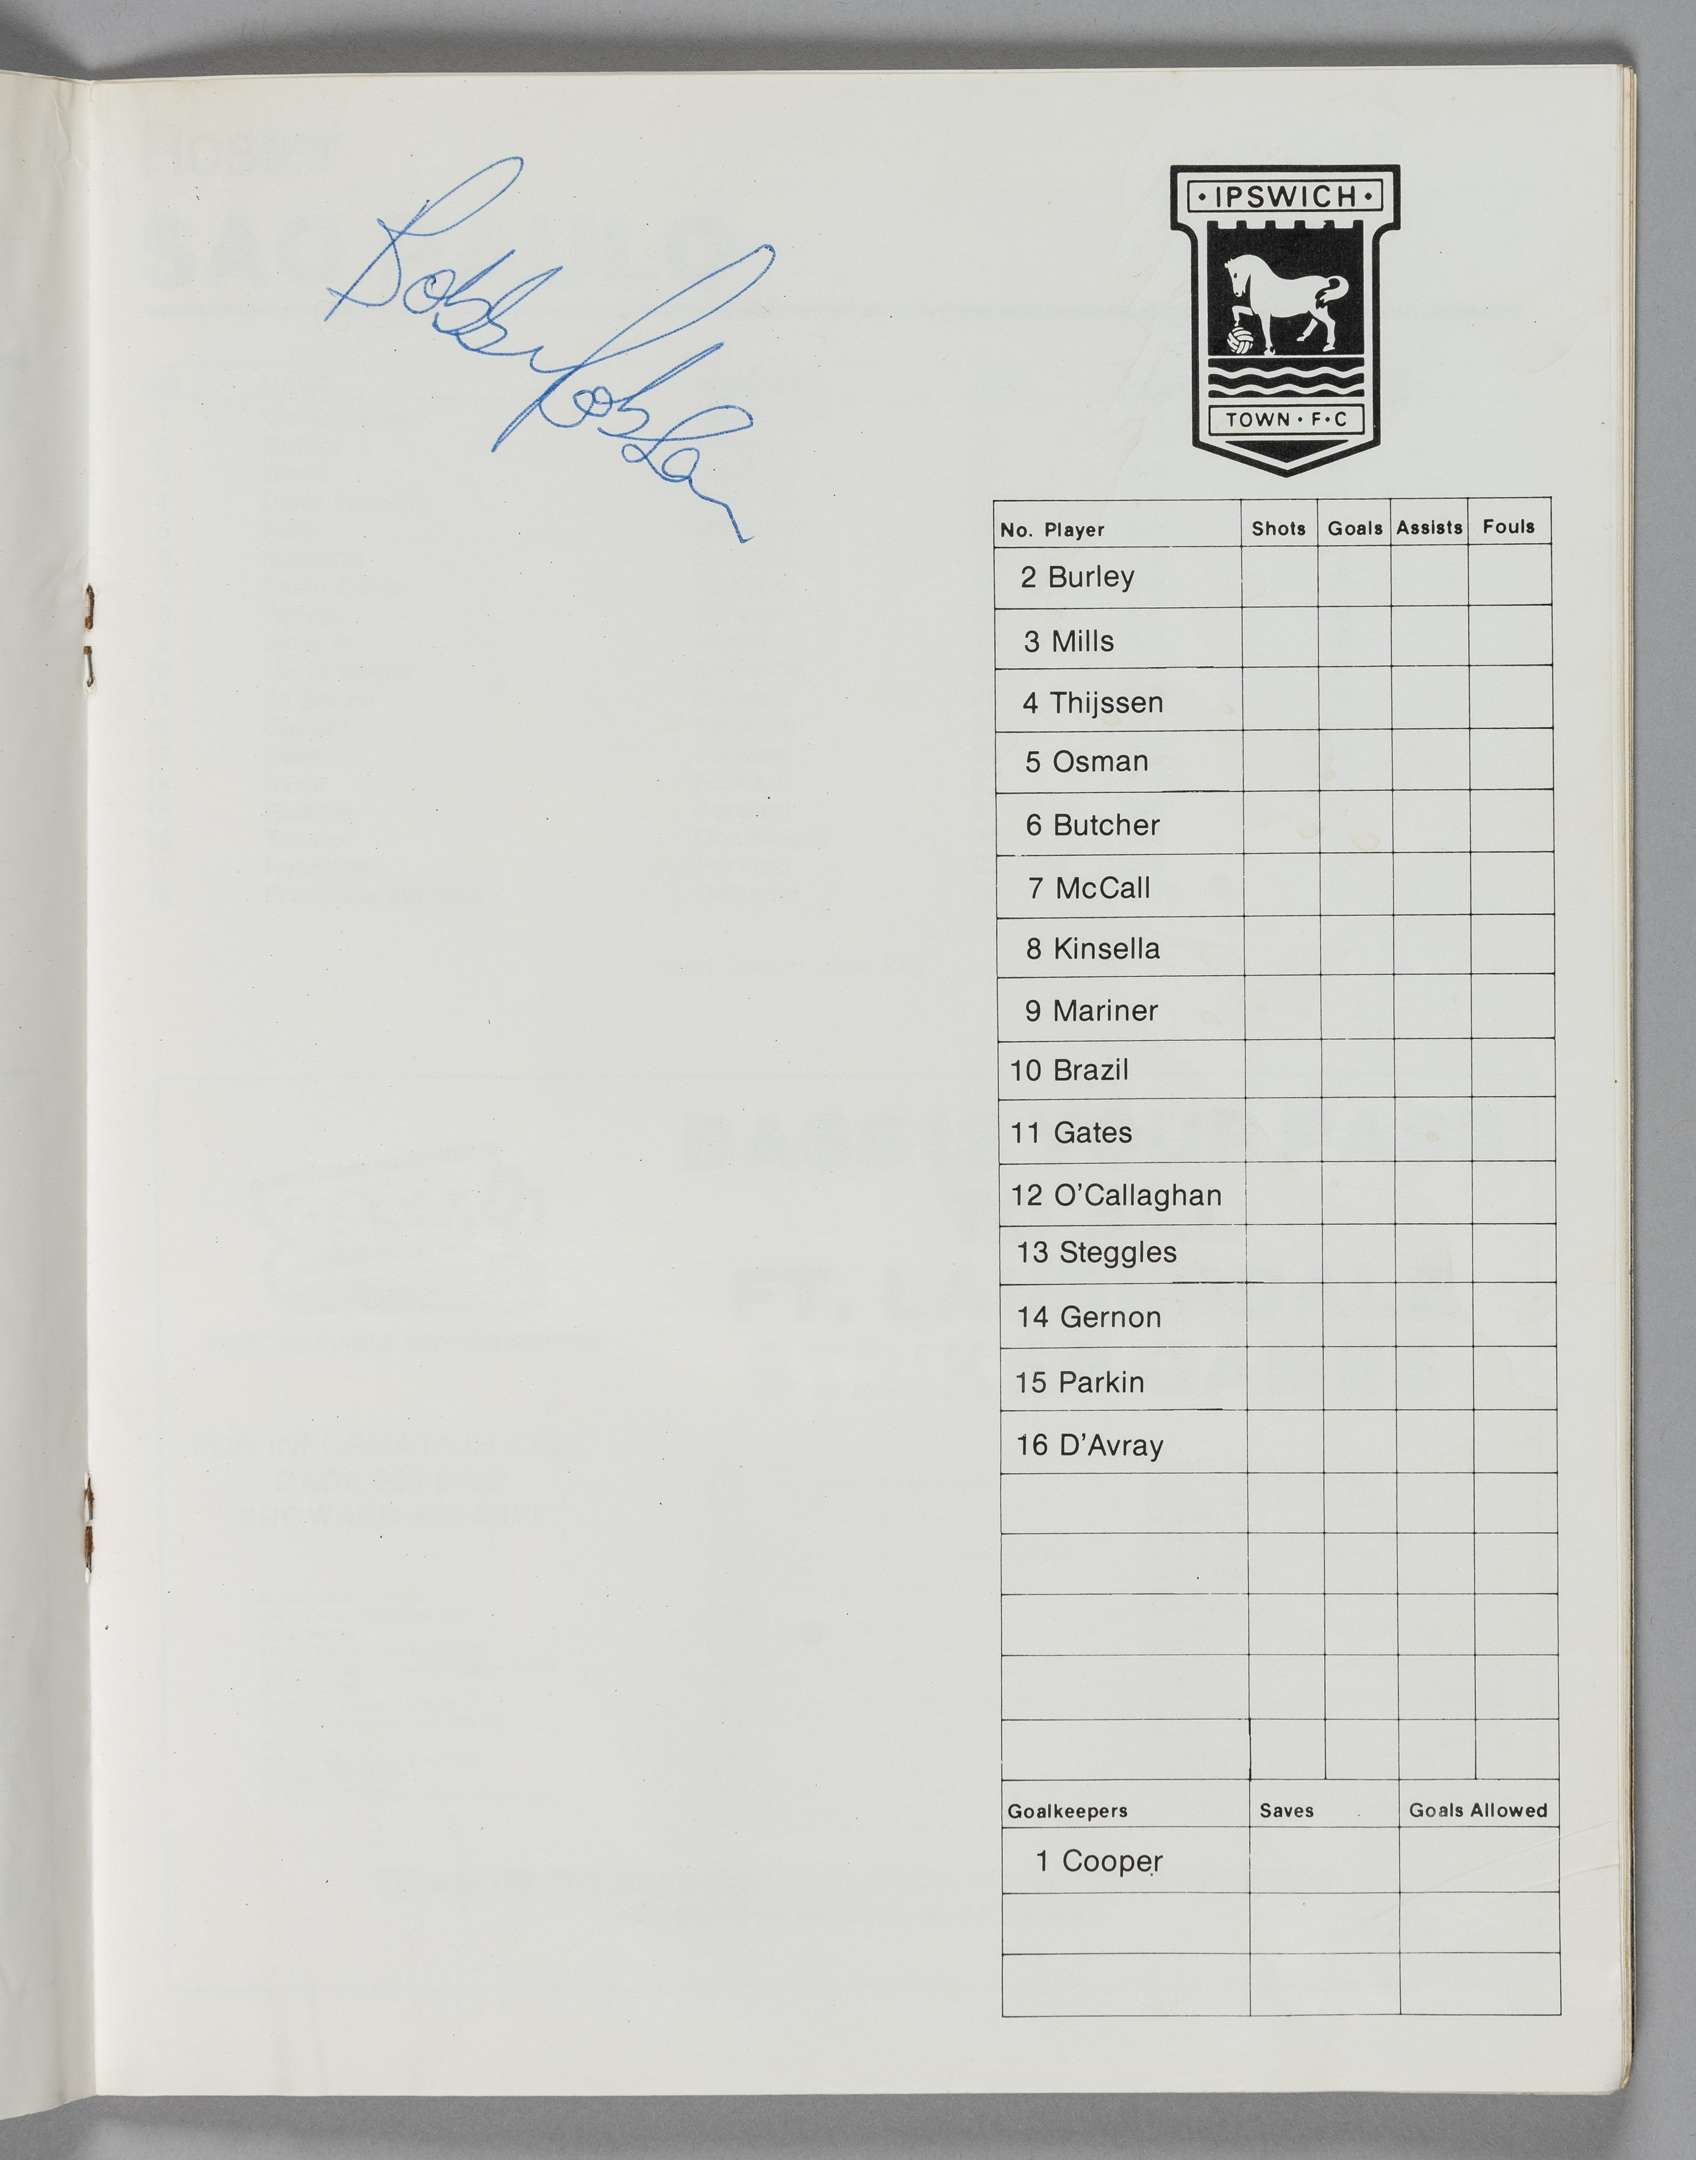 Bobby Robson
· IPSWICH ·
TOWN · F · C
No. Player Shots Goals Assists Fouls
2 Burley
3 Mills
4 Thijssen
5 Osman
6 Butcher
7 McCall
8 Kinsella
9 Mariner
10 Brazil
11 Gates
12 O'Callaghan
13 Steggles
14 Gernon
15 Parkin
16 D'Avray
Goalkeepers Saves Goals Allowed
1 Cooper